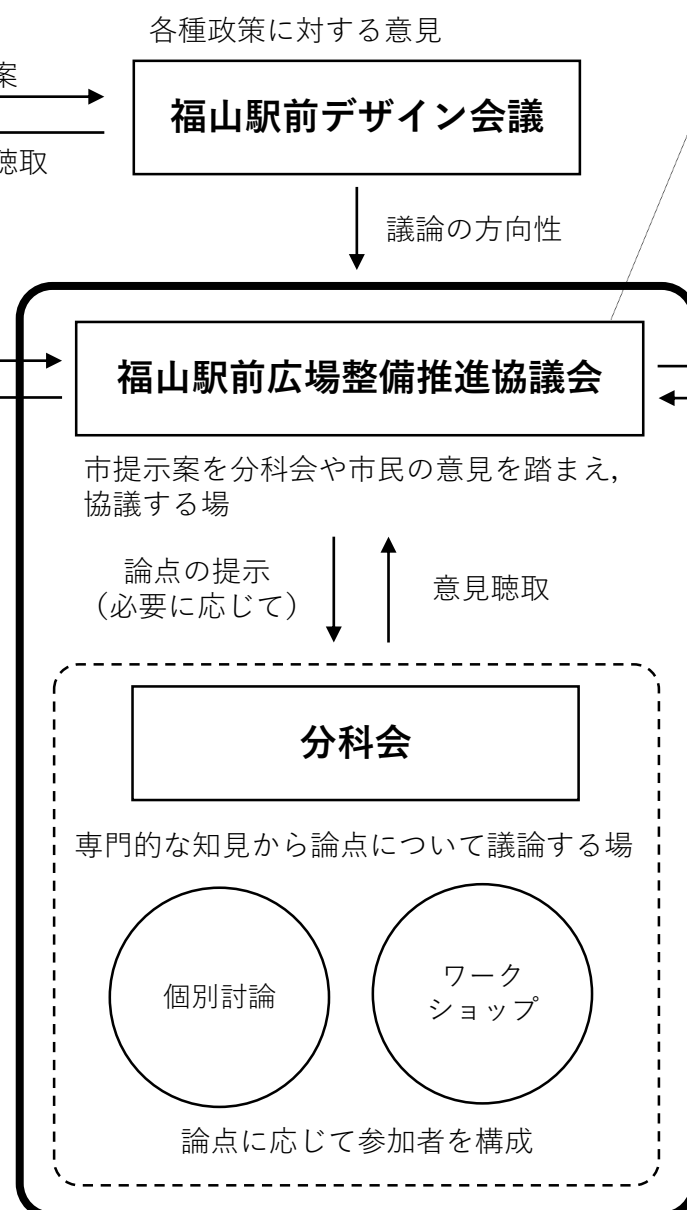 各種政策に対する意見
案
福山駅前デザイン会議
聴取
議論の方向性
福山駅前広場整備推進協議会
市提示案を分科会や市民の意見を踏まえ,
協議する場
論点の提示
（必要に応じて）
意見聴取
分科会
専門的な知見から論点について議論する場
個別討論
ワーク
ショップ
論点に応じて参加者を構成